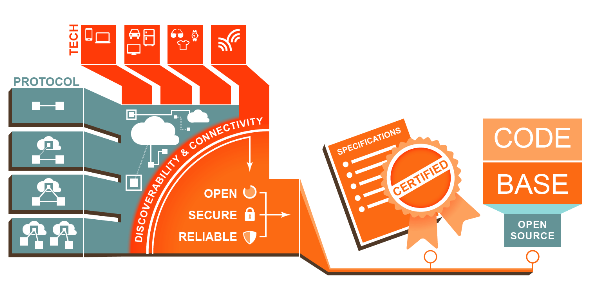 TECH
PROTOCOL
DISCOVERABILITY & CONNECTIVITY
OPEN
SECURE
RELIABLE
SPECIFICATIONS
CERTIFIED
CODE
BASE
OPEN
SOURCE